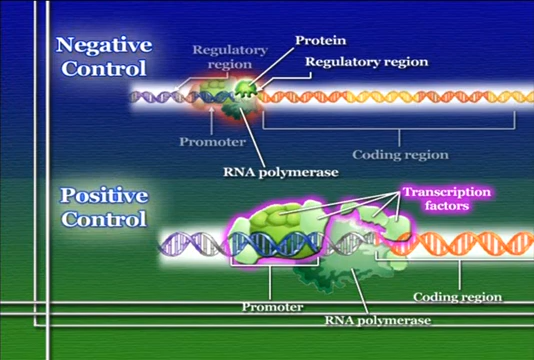 Negative
Control
Regulatory
region
Protein
Regulatory region
Promoter
Coding region
RNA polymerase
Positive
Control
Transcription
factors
Coding region
Promoter
RNA polymerase